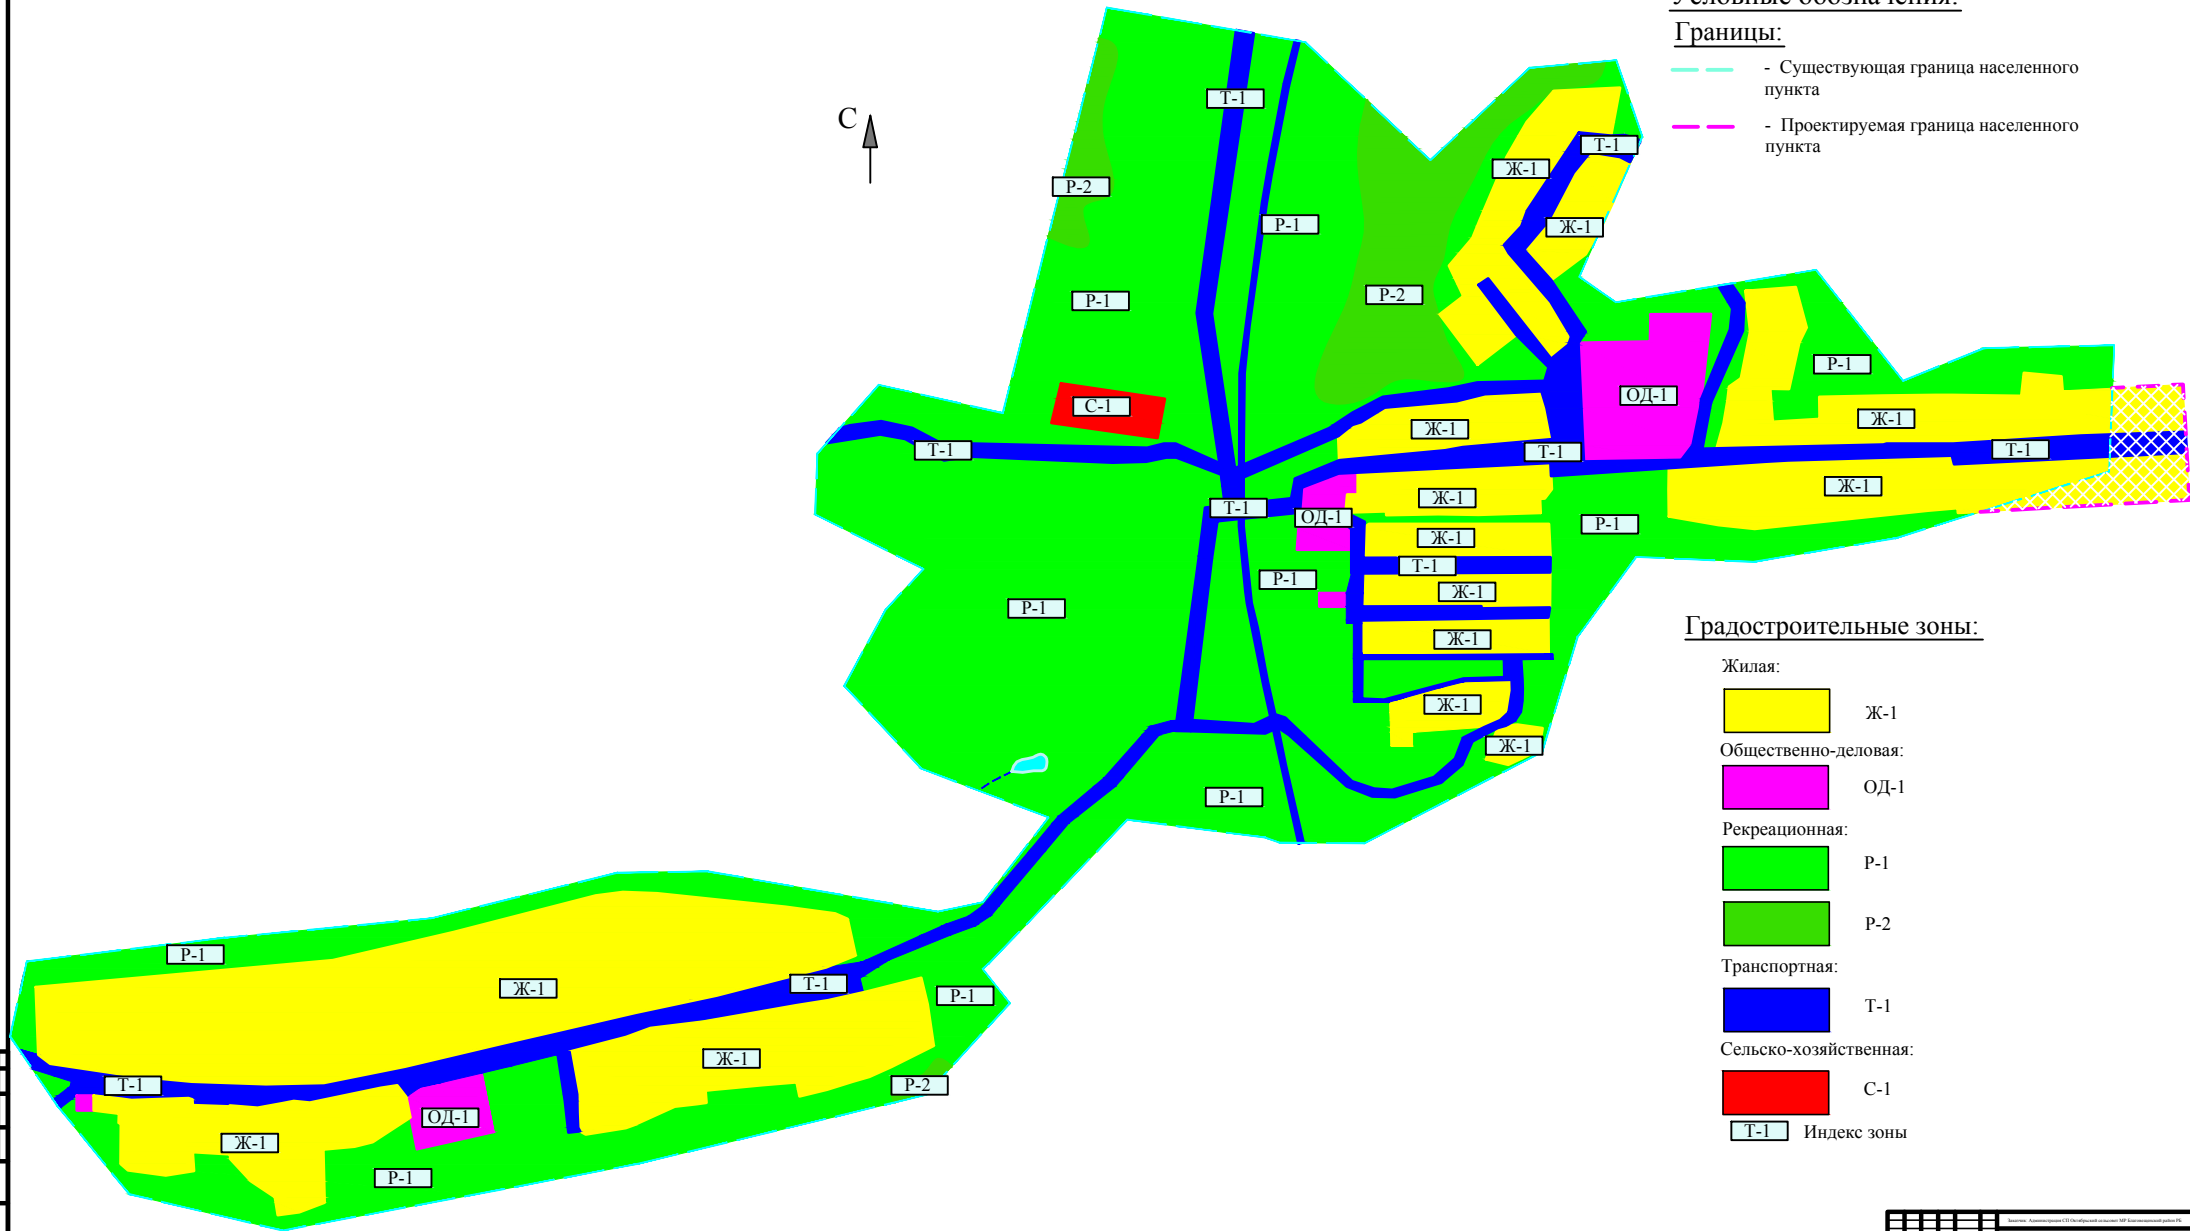 Условные обозначения:
Границы:
- Существующая граница населенного
пункта
- Проектируемая граница населенного
пункта
С
Т-1
Т-1
Ж-1
Р-2
Р-1
Ж-1
Р-1
Р-2
Р-1
ОД-1
С-1
Ж-1
Ж-1
Т-1
Т-1
Т-1
Ж-1
Ж-1
Т-1
ОД-1
Р-1
Ж-1
Т-1
Р-1
Ж-1
Р-1
Ж-1
Ж-1
Ж-1
Р-1
Р-1
Ж-1
Т-1
Р-1
Ж-1
Т-1
Р-2
ОД-1
Ж-1
Р-1
Градостроительные зоны:
Жилая:
Ж-1
Общественно-деловая:
ОД-1
Рекреационная:
Р-1
Р-2
Транспортная:
Т-1
Сельско-хозяйственная:
С-1
Т-1 Индекс зоны